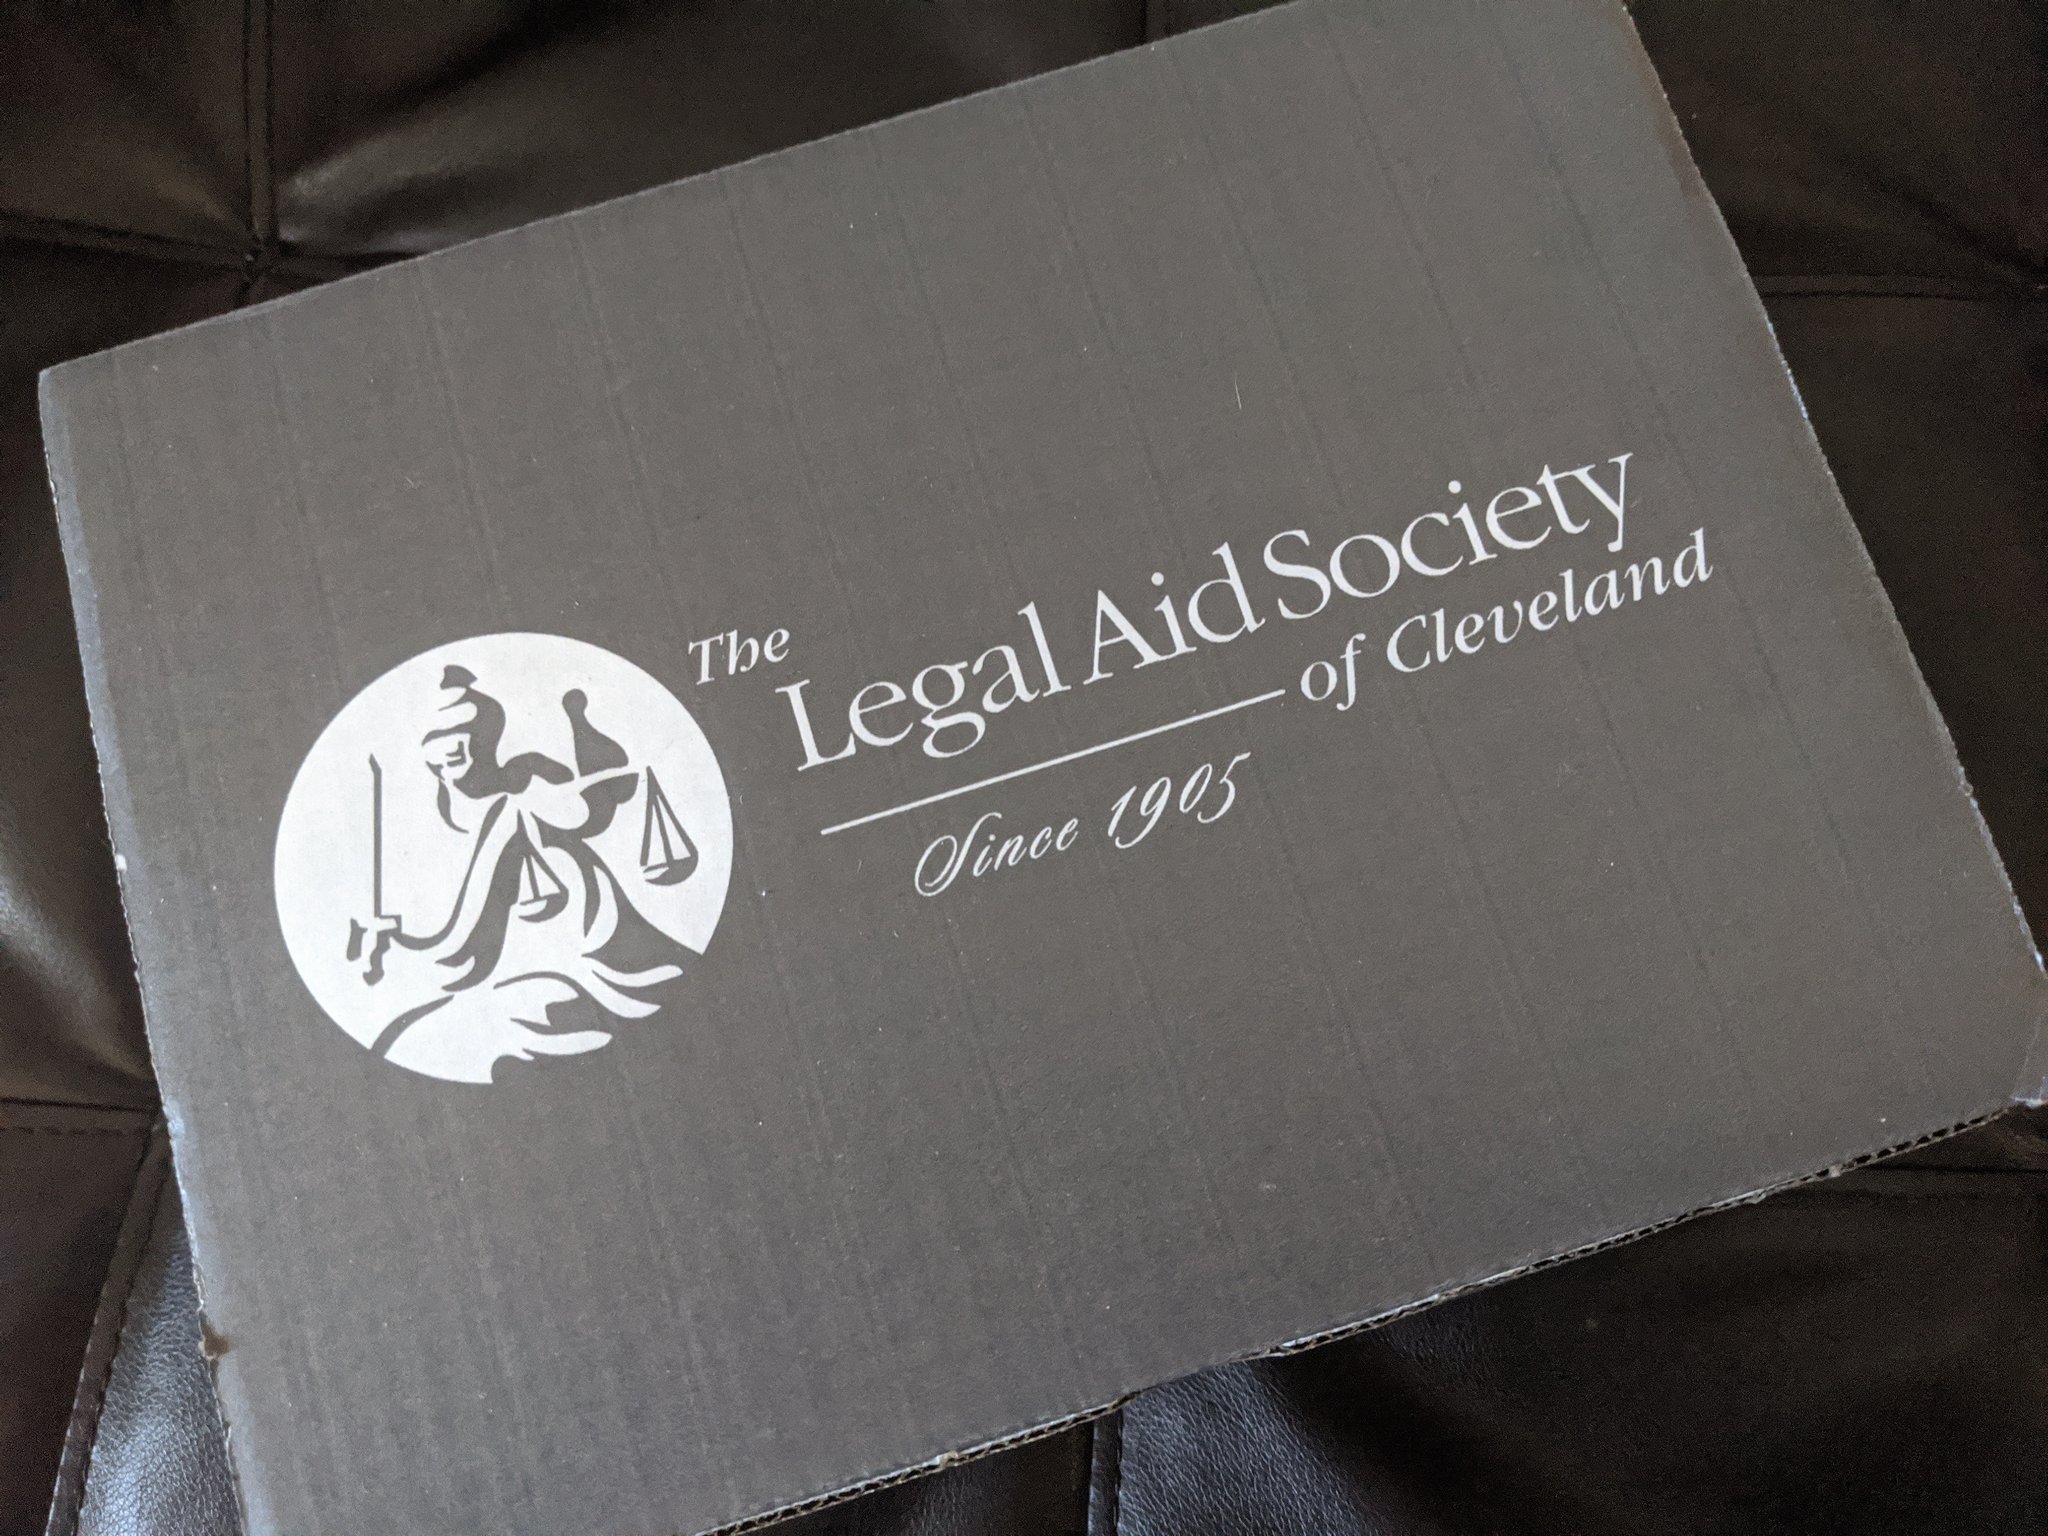 The
Legal Aid Society
of Cleveland
Since 1905